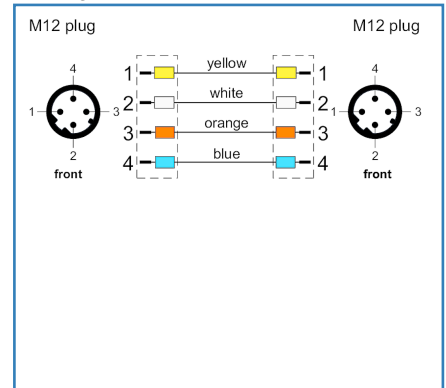 M12 plug M12 plug
4 4
1 3 1 3
2 2
front front
1 yellow 1
2 white 2
3 orange 3
4 blue 4